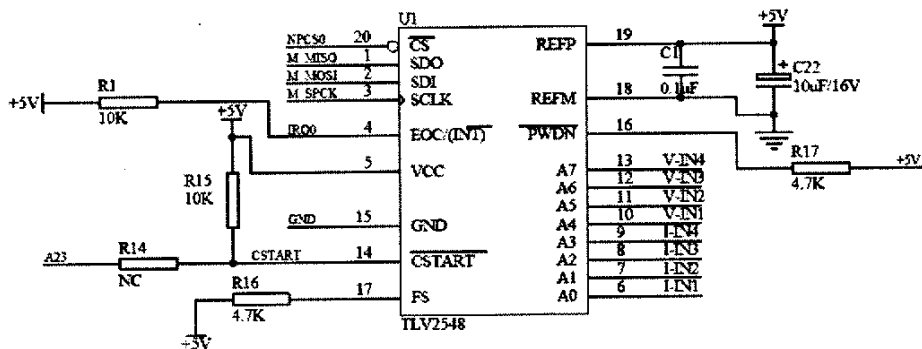 U1
NPCS0 20 CS
M_MISO 1 SDO
M_MOSI 2 SDI
M_SPCK 3 SCLK
R1
+5V
10K
+5V
IRQ0 4 EOC/(INT)
5 VCC
R15
10K
GND 15 GND
R14
A23
NC
CSTART 14 CSTART
R16
4.7K
17 FS
+5V
TLV2548
REFP 19
+5V
C1
0.1uF
C22
+
10uF/16V
REFM 18
PWDN 16
R17
4.7K
+5V
A7 13 V-IN4
A6 12 V-IN3
A5 11 V-IN2
A4 10 V-IN1
A3 9 I-IN4
A2 8 I-IN3
A1 7 I-IN2
A0 6 I-IN1